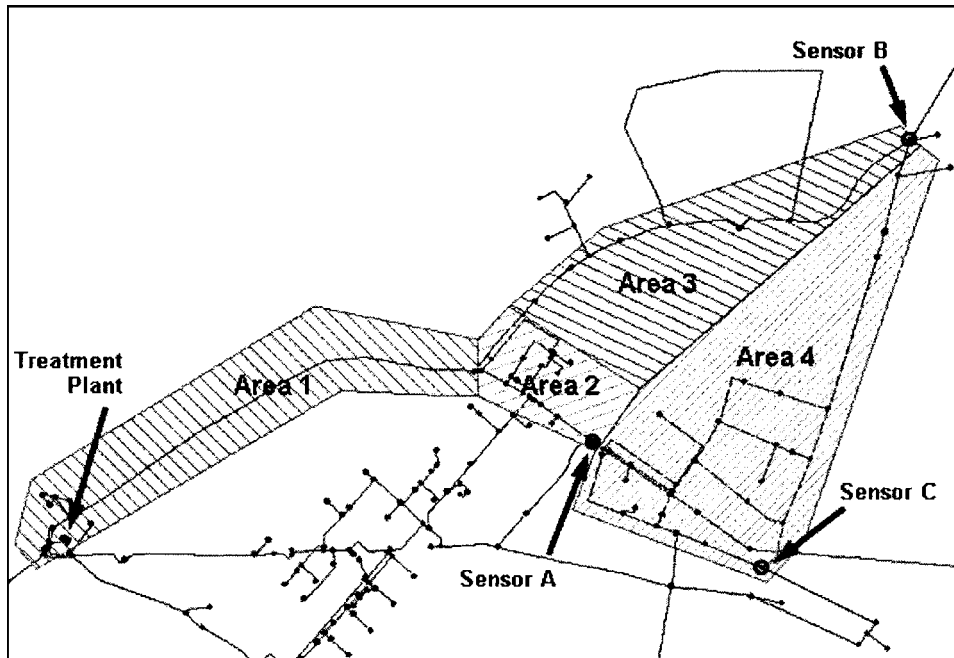 Sensor B
Area 3
Treatment
Plant
Area 1
Area 2
Area 4
Sensor C
Sensor A